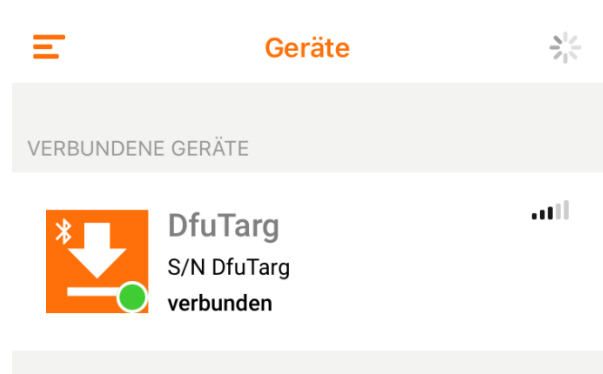 Geräte
VERBUNDENE GERÄTE
DfuTarg
S/N DfuTarg
verbunden